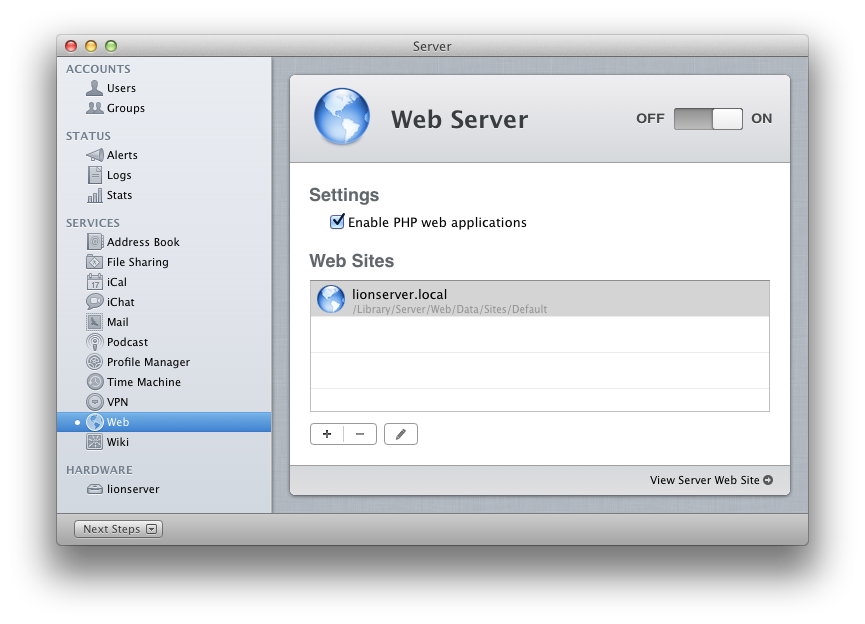 Server
ACCOUNTS
Users
Groups
STATUS
Alerts
Logs
Stats
SERVICES
Address Book
File Sharing
17
iCal
iChat
Mail
Podcast
Profile Manager
Time Machine
VPN
Web
Wiki
HARDWARE
lionserver
Web Server
OFF ON
Settings
Enable PHP web applications
Web Sites
lionserver.local
/Library/Server/Web/Data/Sites/Default
View Server Web Site
Next Steps